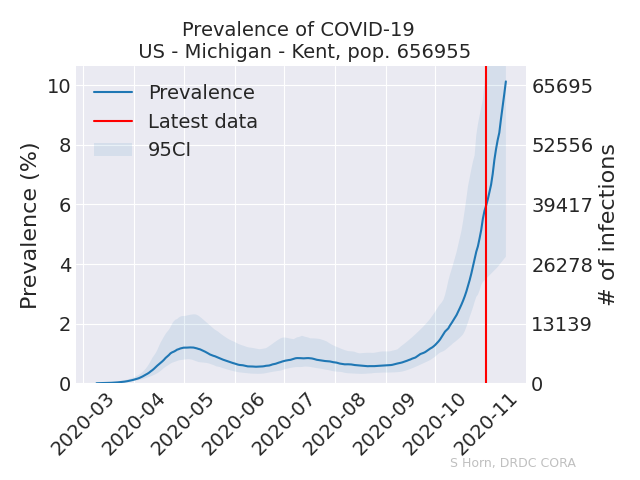 Prevalence of COVID-19
US - Michigan - Kent, pop. 656955
Prevalence
Latest data
95CI
Prevalence (%)
10
8
6
4
2
0
65695
52556
39417
26278
13139
0
# of infections
2020-03
2020-04
2020-05
2020-06
2020-07
2020-08
2020-09
2020-10
2020-11
S Horn, DRDC CORA